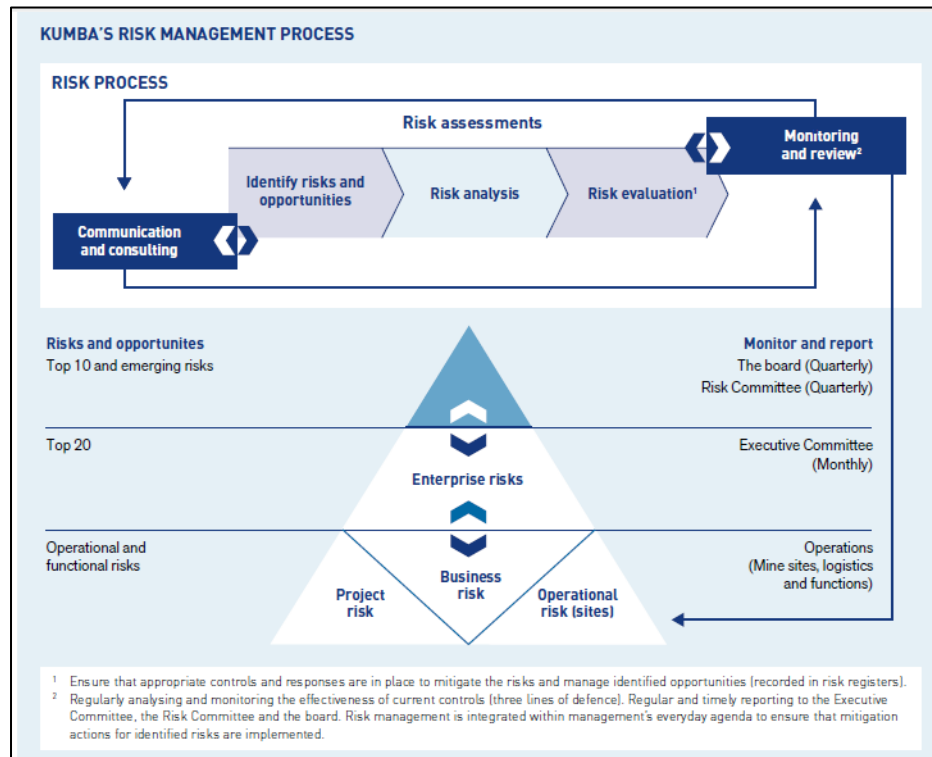 KUMBA'S RISK MANAGEMENT PROCESS
RISK PROCESS
Risk assessments
Monitoring
and review²
Identify risks and
opportunities
Risk analysis
Risk evaluation¹
Communication
and consulting
Risks and opportunites
Top 10 and emerging risks
Monitor and report
The board (Quarterly)
Risk Committee (Quarterly)
Top 20
Executive Committee
(Monthly)
Enterprise risks
Operational and
functional risks
Operations
(Mine sites, logistics
and functions)
Project
risk
Business
risk
Operational
risk (sites)
¹ Ensure that appropriate controls and responses are in place to mitigate the risks and manage identified opportunities (recorded in risk registers).
² Regularly analysing and monitoring the effectiveness of current controls (three lines of defence). Regular and timely reporting to the Executive
Committee, the Risk Committee and the board. Risk management is integrated within management's everyday agenda to ensure that mitigation
actions for identified risks are implemented.